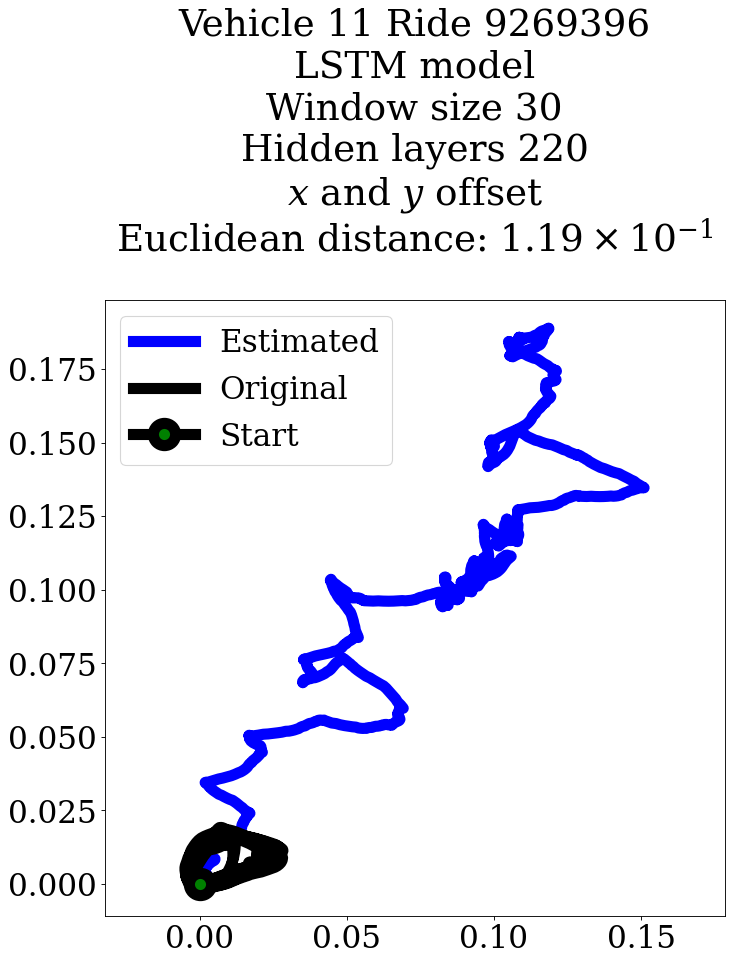 Vehicle 11 Ride 9269396
LSTM model
Window size 30
Hidden layers 220
x and y offset
Euclidean distance: 1.19 × 10⁻¹
Estimated
Original
Start
0.175
0.150
0.125
0.100
0.075
0.050
0.025
0.000
0.00 0.05 0.10 0.15